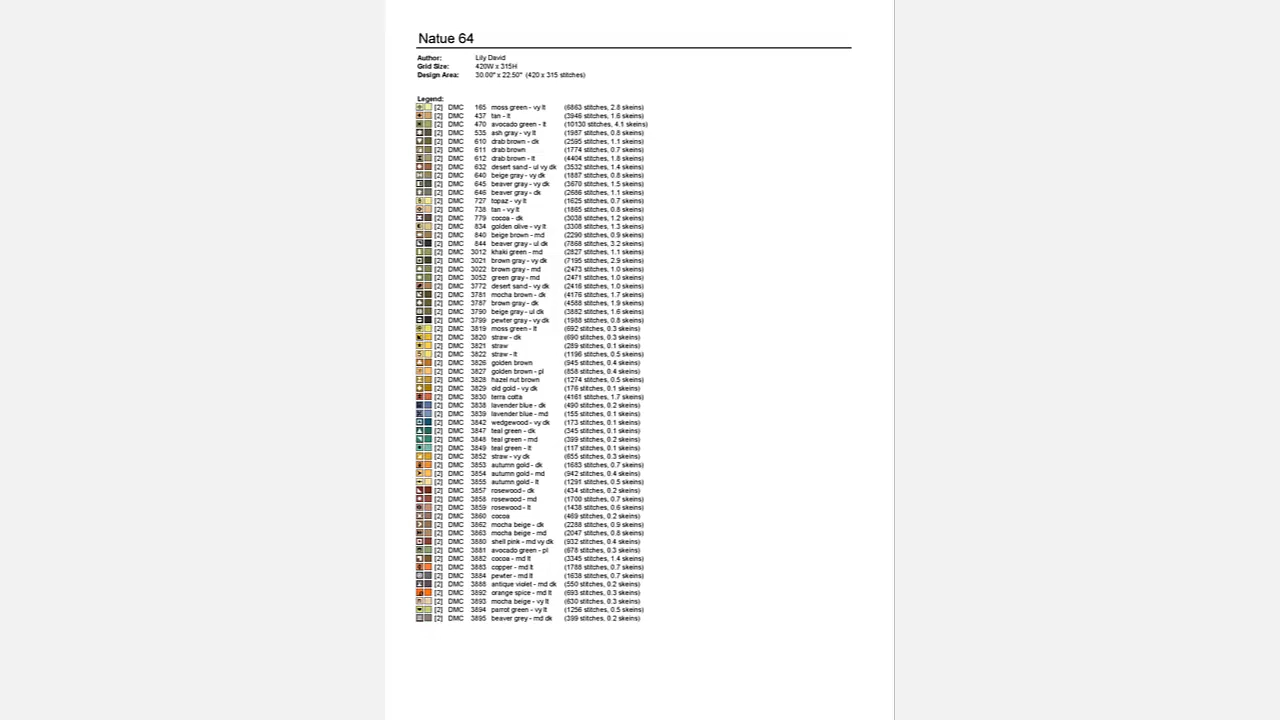 Natue 64
Author: Lily David
Grid Size: 420W x 315H
Design Area: 30.00" x 22.50" (420 x 315 stitches)
Legend:
[2] DMC 165 moss green - vy lt (6863 stitches, 2.8 skeins)
[2] DMC 437 tan - lt (3946 stitches, 1.6 skeins)
[2] DMC 470 avocado green - lt (10130 stitches, 4.1 skeins)
[2] DMC 535 ash gray - vy lt (1987 stitches, 0.8 skeins)
[2] DMC 610 drab brown - dk (2595 stitches, 1.1 skeins)
[2] DMC 611 drab brown (1774 stitches, 0.7 skeins)
[2] DMC 612 drab brown - lt (4404 stitches, 1.8 skeins)
[2] DMC 632 desert sand - ul vy dk (3532 stitches, 1.4 skeins)
[2] DMC 640 beige gray - vy dk (1887 stitches, 0.8 skeins)
[2] DMC 645 beaver gray - vy dk (3670 stitches, 1.5 skeins)
[2] DMC 646 beaver gray - dk (2686 stitches, 1.1 skeins)
[2] DMC 727 topaz - vy lt (1625 stitches, 0.7 skeins)
[2] DMC 738 tan - vy lt (1865 stitches, 0.8 skeins)
[2] DMC 779 cocoa - dk (3038 stitches, 1.2 skeins)
[2] DMC 834 golden olive - vy lt (3308 stitches, 1.3 skeins)
[2] DMC 840 beige brown - md (2290 stitches, 0.9 skeins)
[2] DMC 844 beaver gray - ul dk (7868 stitches, 3.2 skeins)
[2] DMC 3012 khaki green - md (2827 stitches, 1.1 skeins)
[2] DMC 3021 brown gray - vy dk (7195 stitches, 2.9 skeins)
[2] DMC 3022 brown gray - md (2473 stitches, 1.0 skeins)
[2] DMC 3052 green gray - md (2471 stitches, 1.0 skeins)
[2] DMC 3772 desert sand - vy dk (2416 stitches, 1.0 skeins)
[2] DMC 3781 mocha brown - dk (4176 stitches, 1.7 skeins)
[2] DMC 3787 brown gray - dk (4588 stitches, 1.9 skeins)
[2] DMC 3790 beige gray - ul dk (3882 stitches, 1.6 skeins)
[2] DMC 3799 pewter gray - vy dk (1988 stitches, 0.8 skeins)
[2] DMC 3819 moss green - lt (692 stitches, 0.3 skeins)
[2] DMC 3820 straw - dk (690 stitches, 0.3 skeins)
[2] DMC 3821 straw (289 stitches, 0.1 skeins)
[2] DMC 3822 straw - lt (1196 stitches, 0.5 skeins)
[2] DMC 3826 golden brown (945 stitches, 0.4 skeins)
[2] DMC 3827 golden brown - pl (858 stitches, 0.4 skeins)
[2] DMC 3828 hazel nut brown (1274 stitches, 0.5 skeins)
[2] DMC 3829 old gold - vy dk (176 stitches, 0.1 skeins)
[2] DMC 3830 terra cotta (4161 stitches, 1.7 skeins)
[2] DMC 3838 lavender blue - dk (490 stitches, 0.2 skeins)
[2] DMC 3839 lavender blue - md (155 stitches, 0.1 skeins)
[2] DMC 3842 wedgewood - vy dk (173 stitches, 0.1 skeins)
[2] DMC 3847 teal green - dk (345 stitches, 0.1 skeins)
[2] DMC 3848 teal green - md (399 stitches, 0.2 skeins)
[2] DMC 3849 teal green - lt (117 stitches, 0.1 skeins)
[2] DMC 3852 straw - vy dk (655 stitches, 0.3 skeins)
[2] DMC 3853 autumn gold - dk (1683 stitches, 0.7 skeins)
[2] DMC 3854 autumn gold - md (942 stitches, 0.4 skeins)
[2] DMC 3855 autumn gold - lt (1291 stitches, 0.5 skeins)
[2] DMC 3857 rosewood - dk (434 stitches, 0.2 skeins)
[2] DMC 3858 rosewood - md (1700 stitches, 0.7 skeins)
[2] DMC 3859 rosewood - lt (1438 stitches, 0.6 skeins)
[2] DMC 3860 cocoa (469 stitches, 0.2 skeins)
[2] DMC 3862 mocha beige - dk (2288 stitches, 0.9 skeins)
[2] DMC 3863 mocha beige - md (2047 stitches, 0.8 skeins)
[2] DMC 3880 shell pink - md vy dk (932 stitches, 0.4 skeins)
[2] DMC 3881 avocado green - pl (678 stitches, 0.3 skeins)
[2] DMC 3882 cocoa - md lt (3345 stitches, 1.4 skeins)
[2] DMC 3883 copper - md lt (1788 stitches, 0.7 skeins)
[2] DMC 3884 pewter - md lt (1638 stitches, 0.7 skeins)
[2] DMC 3886 antique violet - md dk (550 stitches, 0.2 skeins)
[2] DMC 3892 orange spice - md lt (693 stitches, 0.3 skeins)
[2] DMC 3893 mocha beige - vy lt (630 stitches, 0.3 skeins)
[2] DMC 3894 parrot green - vy lt (1256 stitches, 0.5 skeins)
[2] DMC 3895 beaver grey - md dk (399 stitches, 0.2 skeins)